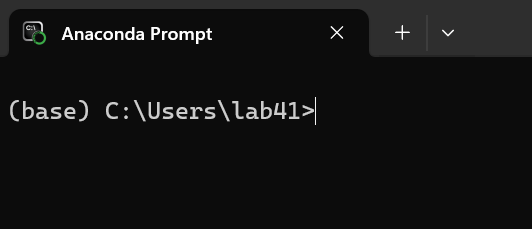 Anaconda Prompt
(base) C:\Users\lab41>